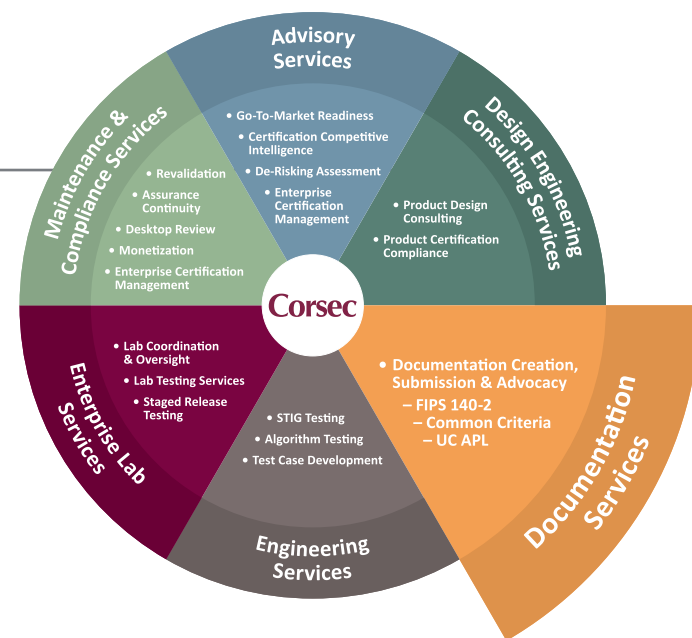 Advisory
Services
• Go-To-Market Readiness
• Certification Competitive
Intelligence
• De-Risking Assessment
• Enterprise
Certification
Management
Design Engineering
Consulting Services
• Product Design
Consulting
• Product Certification
Compliance
Documentation
Services
• Documentation Creation,
Submission & Advocacy
– FIPS 140-2
– Common Criteria
– UC APL
Engineering
Services
• STIG Testing
• Algorithm Testing
• Test Case Development
Enterprise Lab
Services
• Lab Coordination
& Oversight
• Lab Testing Services
• Staged Release
Testing
Maintenance &
Compliance Services
• Revalidation
• Assurance
Continuity
• Desktop Review
• Monetization
• Enterprise Certification
Management
Corsec